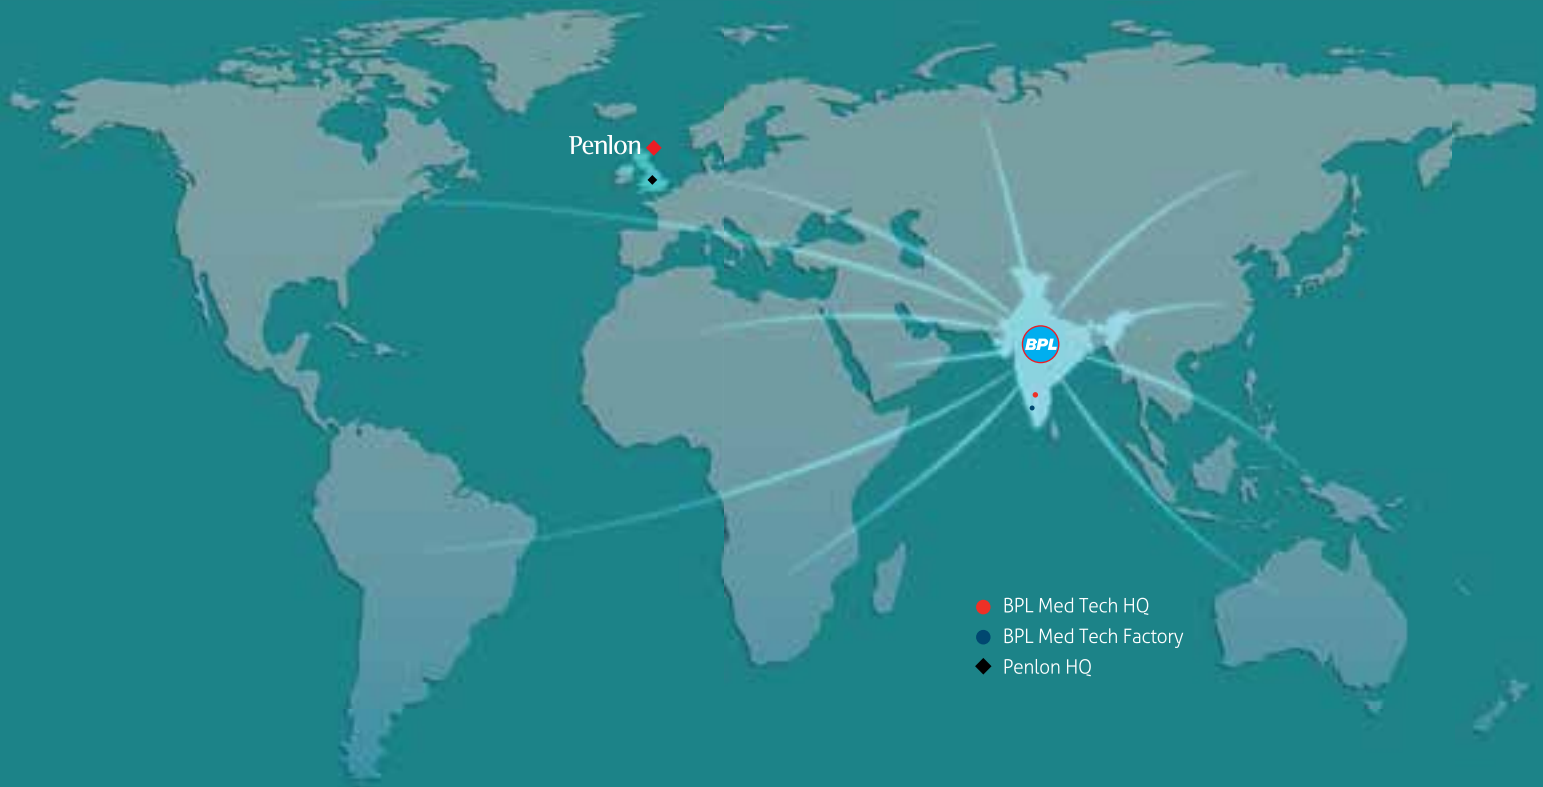 Penlon
BPL
BPL Med Tech HQ
BPL Med Tech Factory
Penlon HQ